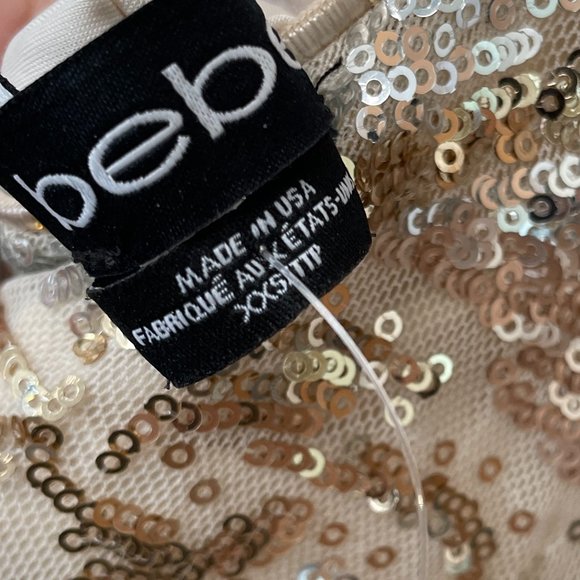 bebe
MADE IN USA
FABRIQUÉ AUX ÉTATS-UNIS
XXS/TTP